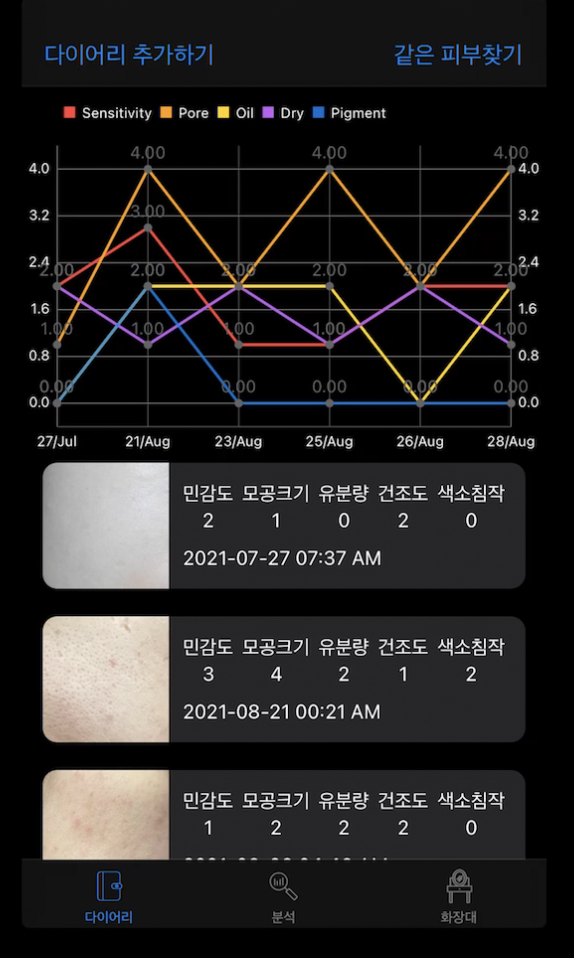 다이어리 추가하기 같은 피부찾기
Sensitivity Pore Oil Dry Pigment
4.00 4.00 4.00
4.0 4.0
3.00
3.2 3.2
2.4 2.4
2.00 2.00 2.00 2.00 2.00 2.00
1.6 1.6
1.00 1.00 1.00 1.00 1.00
0.8 0.8
0.00 0.00 0.00 0.00 0.00
0.0 0.0
27/Jul 21/Aug 23/Aug 25/Aug 26/Aug 28/Aug
민감도 모공크기 유분량 건조도 색소침작
2 1 0 2 0
2021-07-27 07:37 AM
민감도 모공크기 유분량 건조도 색소침작
3 4 2 1 2
2021-08-21 00:21 AM
민감도 모공크기 유분량 건조도 색소침작
1 2 2 2 0
다이어리 분석 화장대